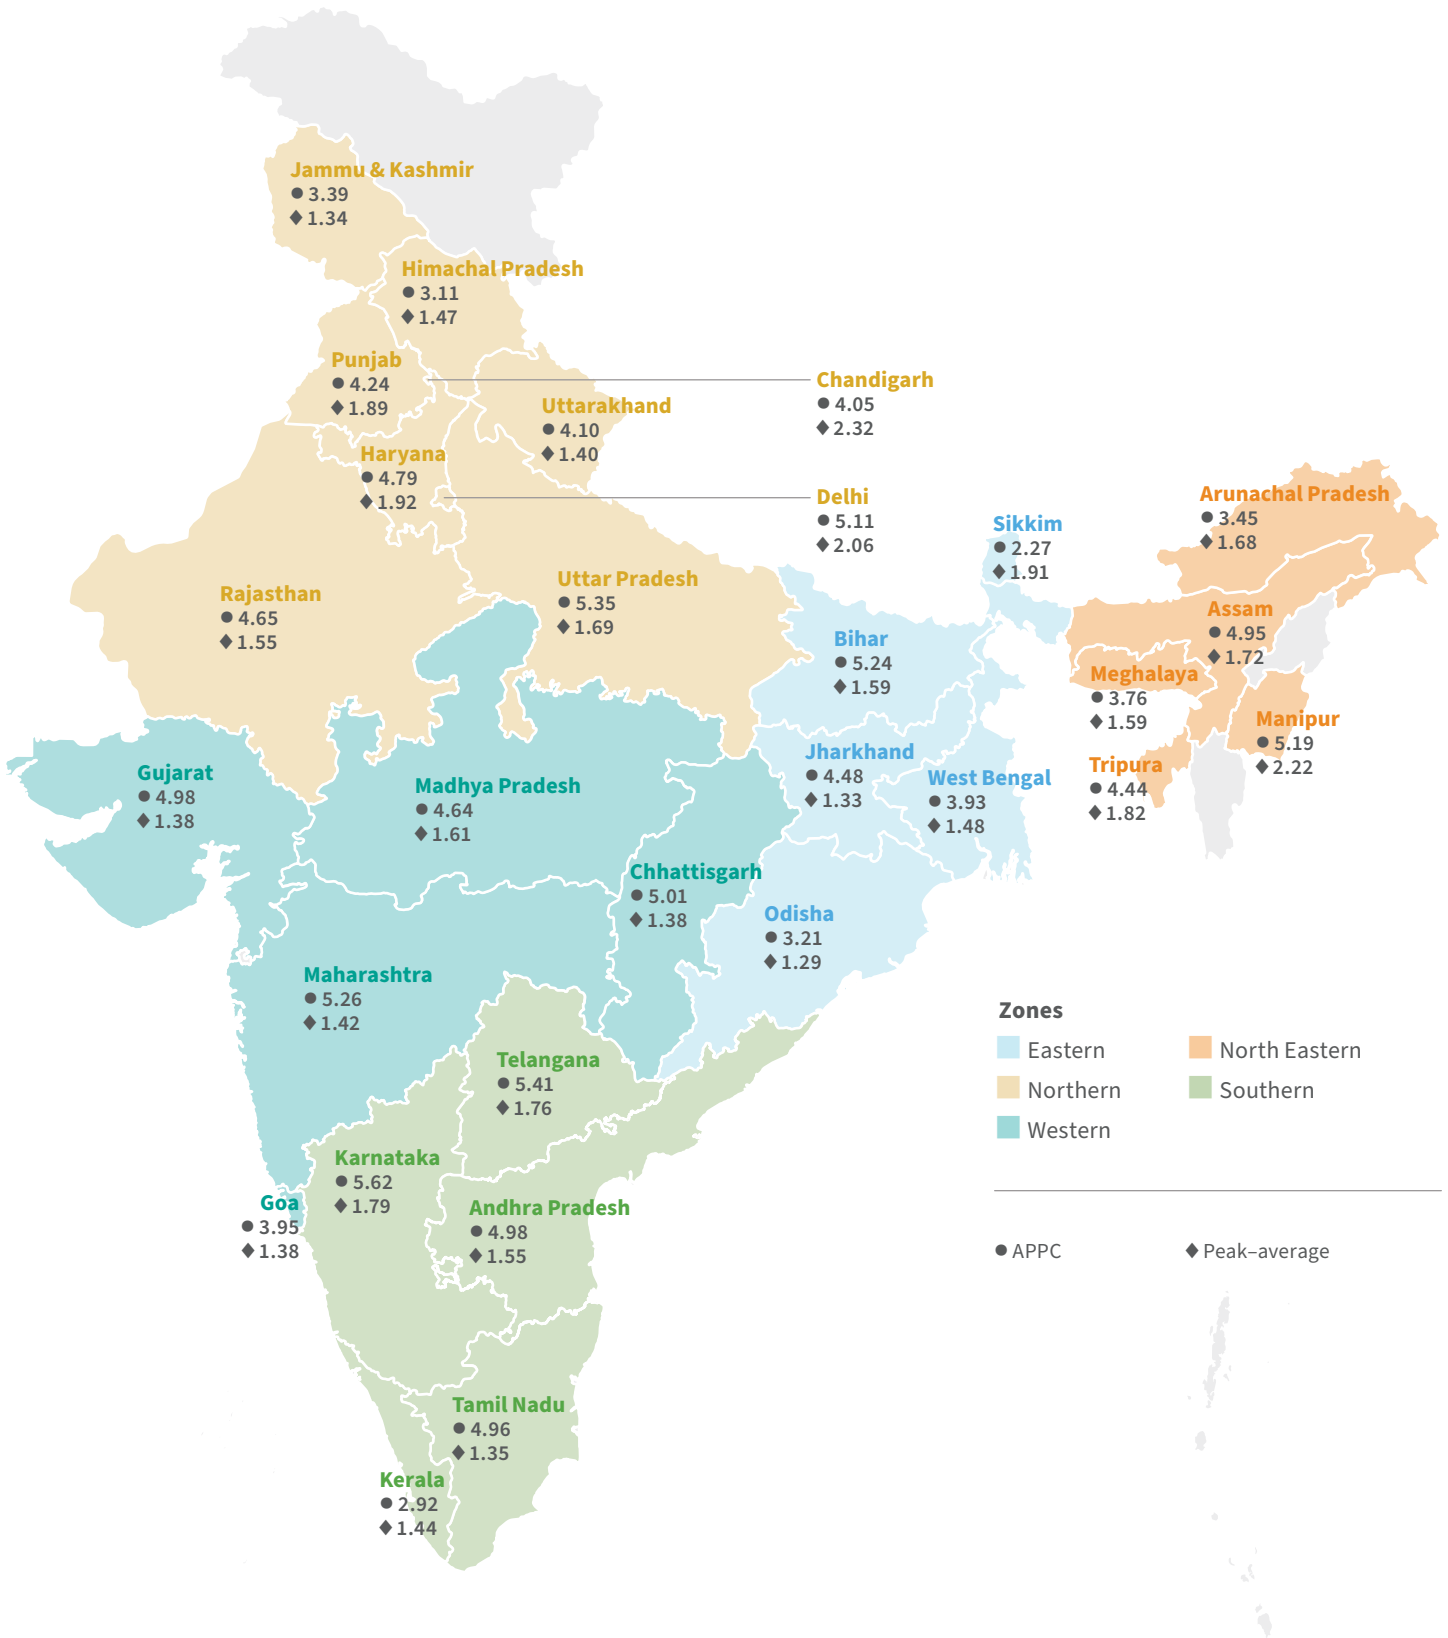 Jammu & Kashmir
● 3.39
◆ 1.34
Himachal Pradesh
● 3.11
◆ 1.47
Punjab
● 4.24
◆ 1.89
Chandigarh
● 4.05
◆ 2.32
Uttarakhand
● 4.10
◆ 1.40
Haryana
● 4.79
◆ 1.92
Delhi
● 5.11
◆ 2.06
Sikkim
● 2.27
◆ 1.91
Arunachal Pradesh
● 3.45
◆ 1.68
Rajasthan
● 4.65
◆ 1.55
Uttar Pradesh
● 5.35
◆ 1.69
Bihar
● 5.24
◆ 1.59
Assam
● 4.95
◆ 1.72
Meghalaya
● 3.76
◆ 1.59
Manipur
● 5.19
◆ 2.22
Tripura
● 4.44
◆ 1.82
Gujarat
● 4.98
◆ 1.38
Madhya Pradesh
● 4.64
◆ 1.61
Jharkhand
● 4.48
◆ 1.33
West Bengal
● 3.93
◆ 1.48
Chhattisgarh
● 5.01
◆ 1.38
Odisha
● 3.21
◆ 1.29
Maharashtra
● 5.26
◆ 1.42
Telangana
● 5.41
◆ 1.76
Karnataka
● 5.62
◆ 1.79
Goa
● 3.95
◆ 1.38
Andhra Pradesh
● 4.98
◆ 1.55
Tamil Nadu
● 4.96
◆ 1.35
Kerala
● 2.92
◆ 1.44
Zones
Eastern
North Eastern
Northern
Southern
Western
● APPC
◆ Peak–average